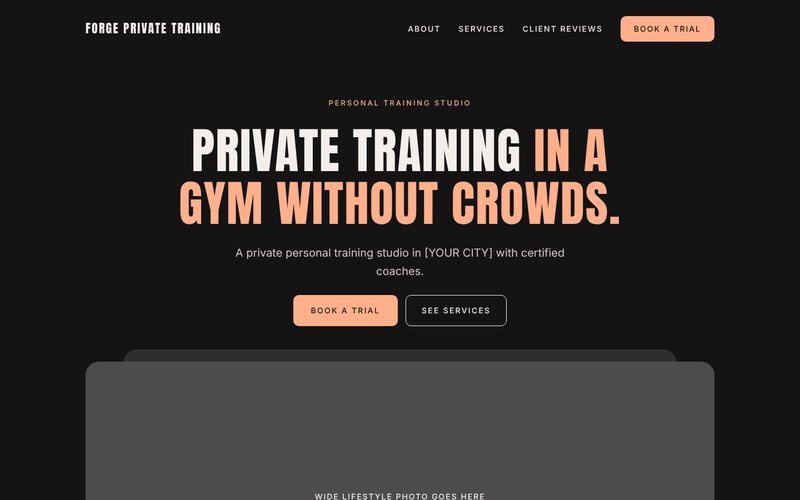 FORGE PRIVATE TRAINING
ABOUT
SERVICES
CLIENT REVIEWS
BOOK A TRIAL
PERSONAL TRAINING STUDIO
PRIVATE TRAINING IN A
GYM WITHOUT CROWDS.
A private personal training studio in [YOUR CITY] with certified
coaches.
BOOK A TRIAL
SEE SERVICES
WIDE LIFESTYLE PHOTO GOES HERE